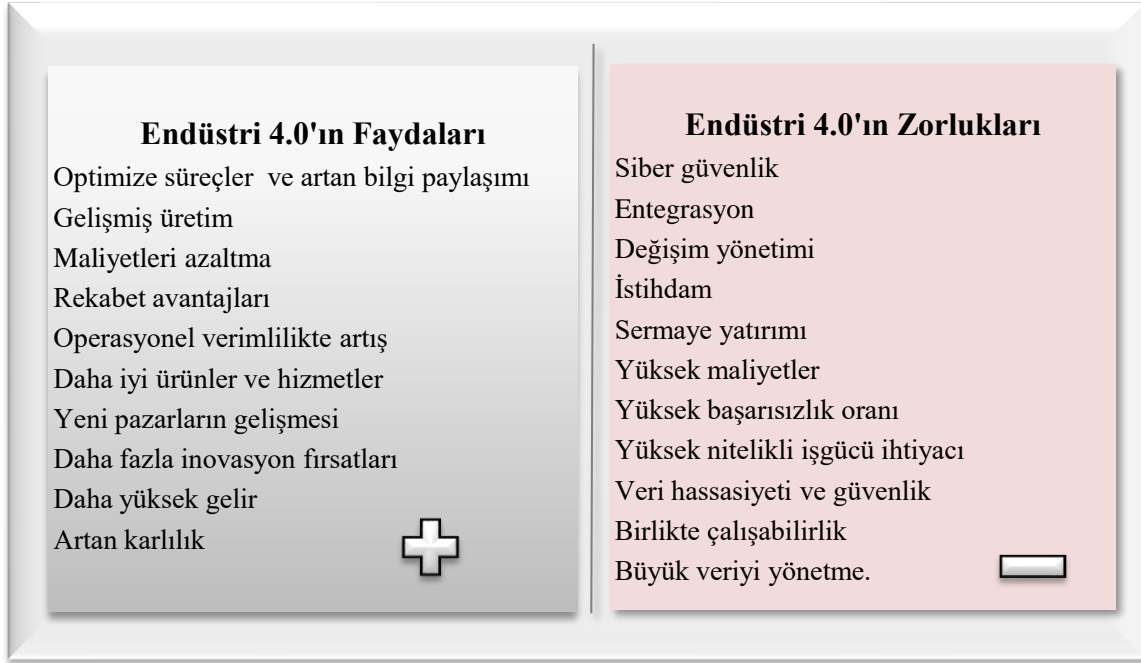 Endüstri 4.0'ın Faydaları
Optimize süreçler ve artan bilgi paylaşımı
Gelişmiş üretim
Maliyetleri azaltma
Rekabet avantajları
Operasyonel verimlilikte artış
Daha iyi ürünler ve hizmetler
Yeni pazarların gelişmesi
Daha fazla inovasyon fırsatları
Daha yüksek gelir
Artan karlılık
Endüstri 4.0'ın Zorlukları
Siber güvenlik
Entegrasyon
Değişim yönetimi
İstihdam
Sermaye yatırımı
Yüksek maliyetler
Yüksek başarısızlık oranı
Yüksek nitelikli işgücü ihtiyacı
Veri hassasiyeti ve güvenlik
Birlikte çalışabilirlik
Büyük veriyi yönetme.